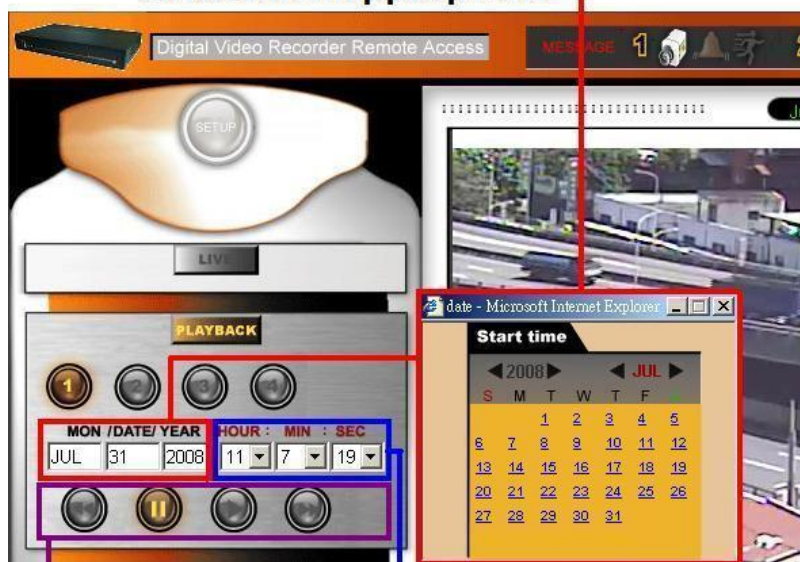 Digital Video Recorder Remote Access
MESSAGE 1
SETUP
LIVE
PLAYBACK
1 2 3 4
MON /DATE/ YEAR HOUR : MIN : SEC
JUL 31 2008 11 7 19
date - Microsoft Internet Explorer
Start time
2008 JUL
S M T W T F S
1 2 3 4 5
6 7 8 9 10 11 12
13 14 15 16 17 18 19
20 21 22 23 24 25 26
27 28 29 30 31